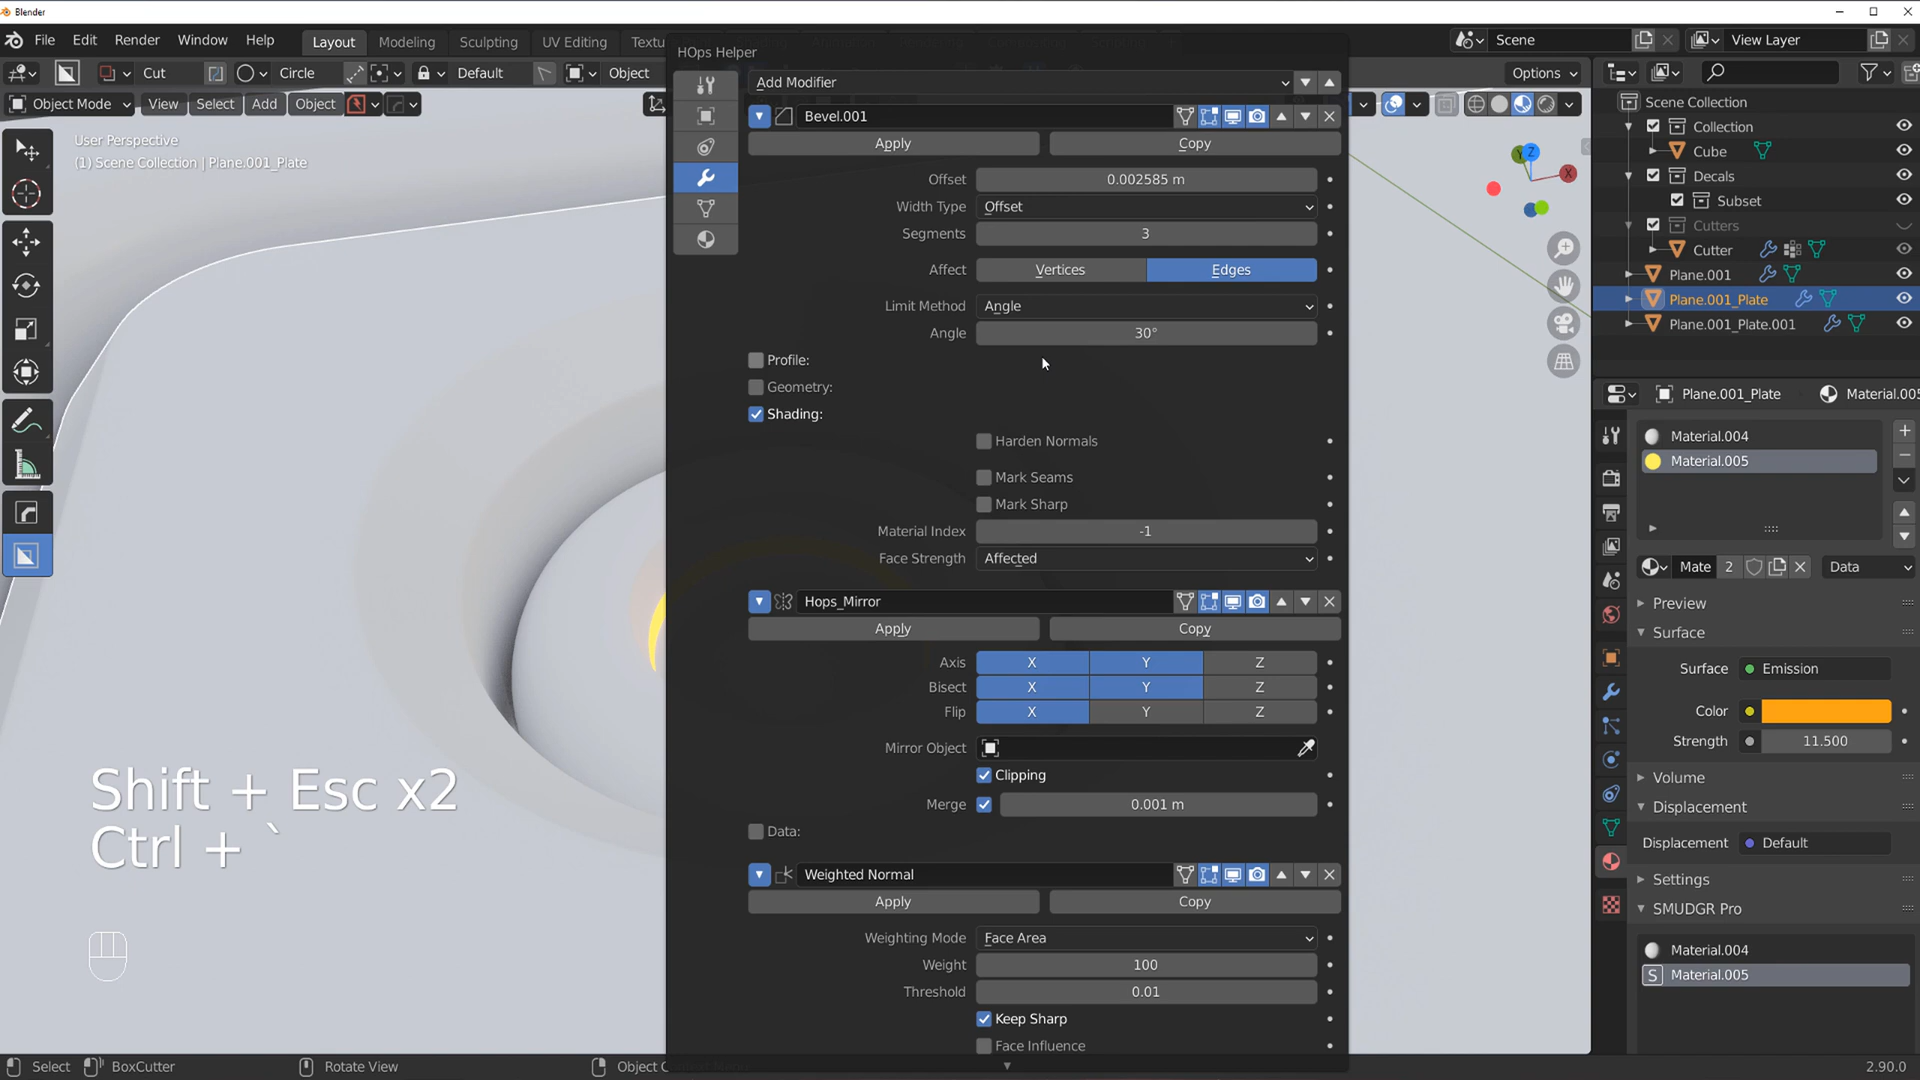 Blender
File Edit Render Window Help Layout Modeling Sculpting UV Editing Textu
Scene View Layer
Cut Circle Default Object
Options
Object Mode View Select Add Object
User Perspective
(1) Scene Collection | Plane.001_Plate
HOps Helper
Add Modifier
Bevel.001
Apply Copy
Offset 0.002585 m
Width Type Offset
Segments 3
Affect Vertices Edges
Limit Method Angle
Angle 30°
Profile:
Geometry:
Shading:
Harden Normals
Mark Seams
Mark Sharp
Material Index -1
Face Strength Affected
Hops_Mirror
Apply Copy
Axis X Y Z
Bisect X Y Z
Flip X Y Z
Mirror Object
Clipping
Merge 0.001 m
Data:
Weighted Normal
Apply Copy
Weighting Mode Face Area
Weight 100
Threshold 0.01
Keep Sharp
Face Influence
Shift + Esc x2
Ctrl + `
Y Z X
Scene Collection
Collection
Cube
Decals
Subset
Cutters
Cutter
Plane.001
Plane.001_Plate
Plane.001_Plate.001
Plane.001_Plate Material.005
Material.004
Material.005
Mate 2 Data
Preview
Surface
Surface Emission
Color
Strength 11.500
Volume
Displacement
Displacement Default
Settings
SMUDGR Pro
Material.004
S Material.005
Select BoxCutter Rotate View Object C
2.90.0